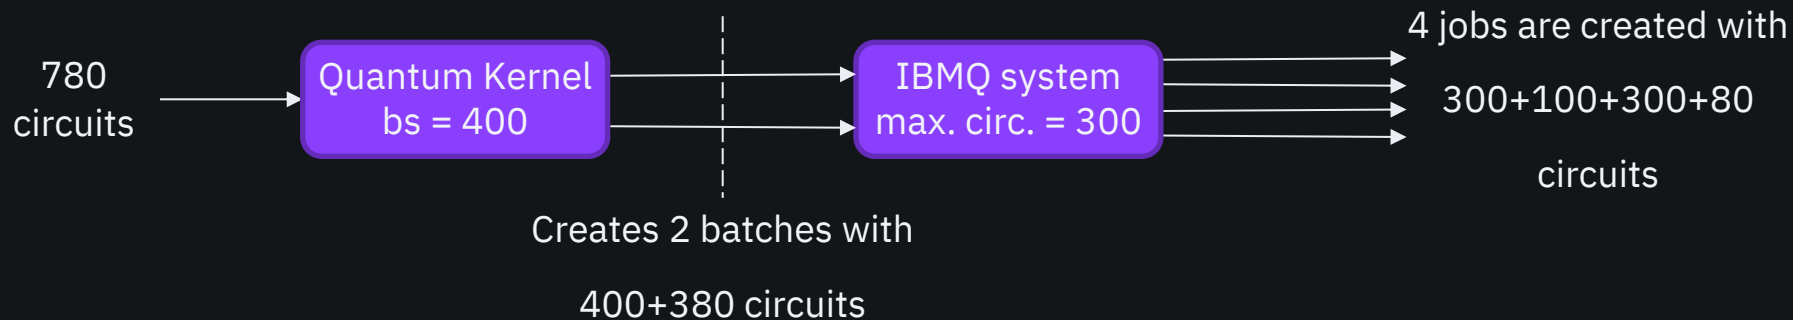 780
circuits
Quantum Kernel
bs = 400
Creates 2 batches with
400+380 circuits
IBMQ system
max. circ. = 300
4 jobs are created with
300+100+300+80
circuits